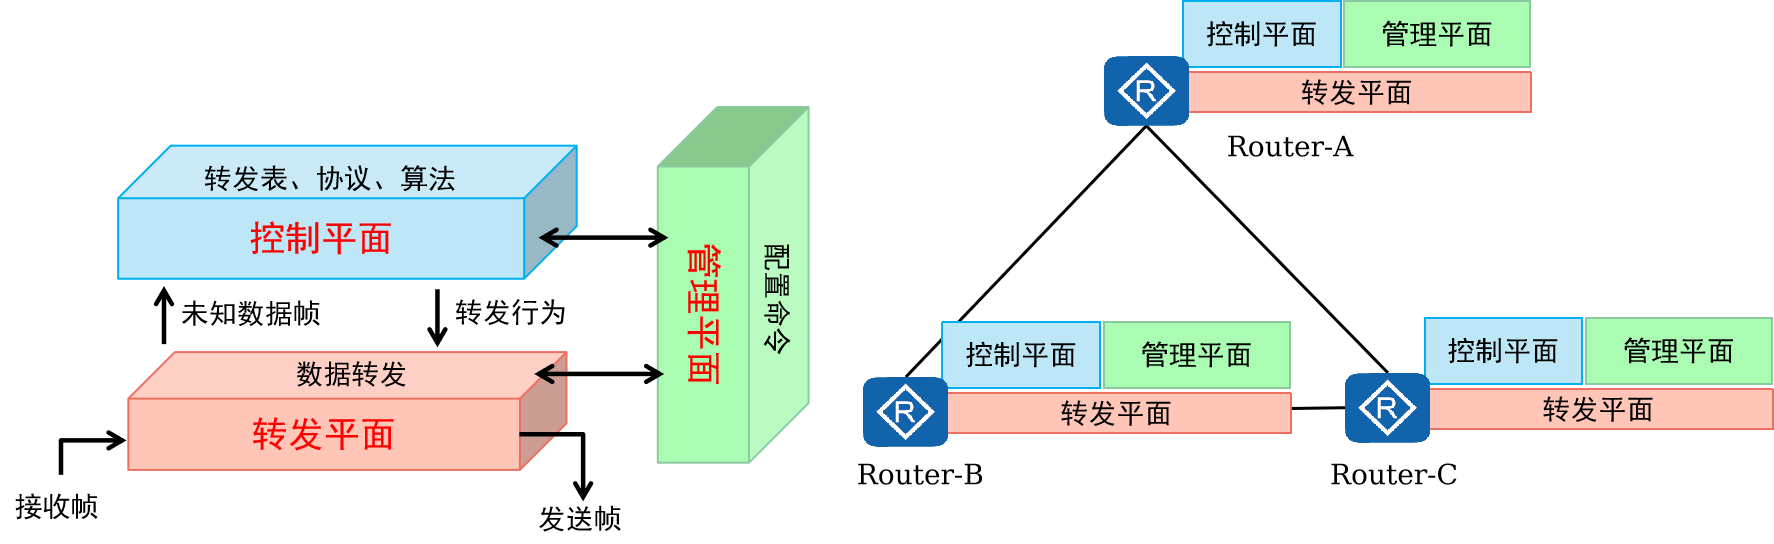 转发表、协议、算法
控制平面
未知数据帧
转发行为
数据转发
转发平面
接收帧
发送帧
管理平面
配置命令
控制平面
管理平面
转发平面
R
Router-A
控制平面
管理平面
转发平面
R
Router-B
控制平面
管理平面
转发平面
R
Router-C